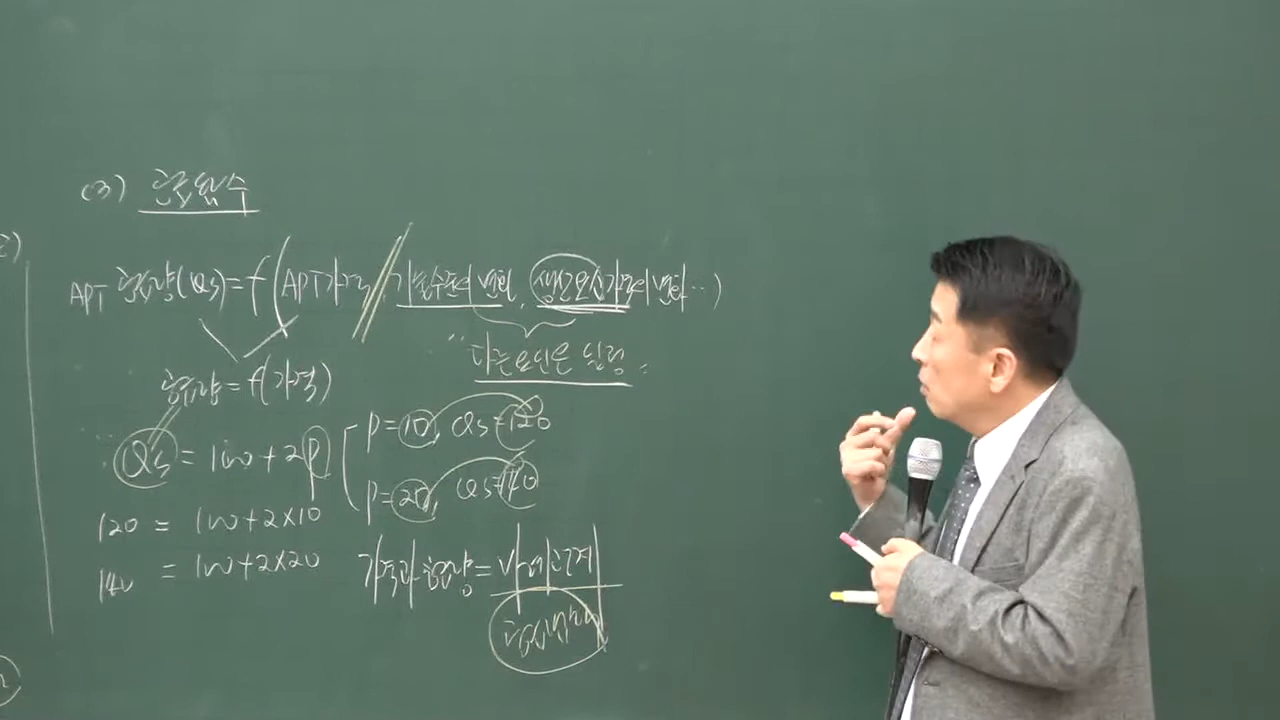 (3) 공급함수
APT 공급량(Qs) = f(APT가격 // 기술수준의 변화, 생산요소가격의 변화…)
"다른 요인은 일정"
공급량 = f(가격)
Qs = 100 + 2P
P=10, Qs=120
P=20, Qs=140
120 = 100 + 2×10
140 = 100 + 2×20
가격과 공급량 = 비례관계
공급법칙